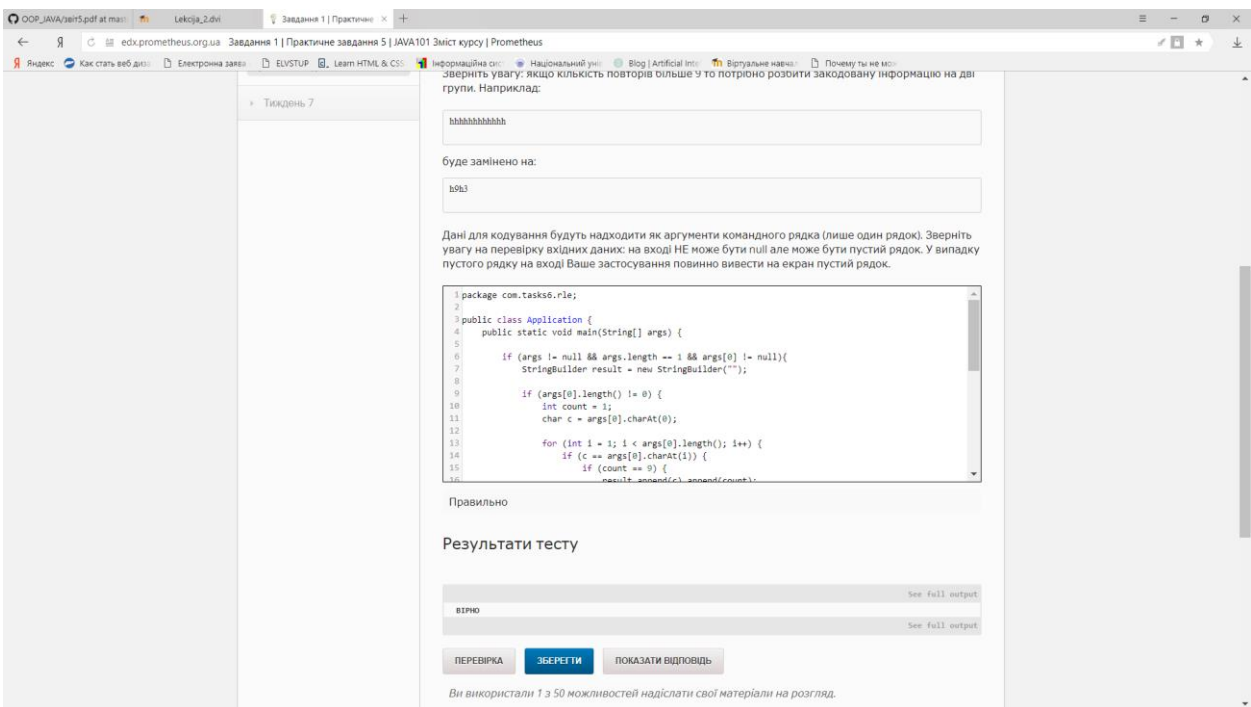 OOP_JAVA/звіт5.pdf at mas
Lekcija_2.dvi
Завдання 1 | Практичне
edx.prometheus.org.ua Завдання 1 | Практичне завдання 5 | JAVA101 Зміст курсу | Prometheus
Яндекс Как стать веб диза Електронна заява ELVSTUP Learn HTML & CSS Інформаційна Національний уні Blog | Artificial Inte Віртуальне навча Почему ты не мо
Зверніть увагу: якщо кількість повторів більше 9 то потрібно розбити закодовану інформацію на дві
групи. Наприклад:
Тиждень 7
hhhhhhhhhhhh
буде замінено на:
h9h3
Дані для кодування будуть надходити як аргументи командного рядка (лише один рядок). Зверніть
увагу на перевірку вхідних даних: на вході НЕ може бути null але може бути пустий рядок. У випадку
пустого рядку на вході Ваше застосування повинно вивести на екран пустий рядок.
1 package com.tasks6.rle;
2
3 public class Application {
4 public static void main(String[] args) {
5
6 if (args != null && args.length == 1 && args[0] != null){
7 StringBuilder result = new StringBuilder("");
8
9 if (args[0].length() != 0) {
10 int count = 1;
11 char c = args[0].charAt(0);
12
13 for (int i = 1; i < args[0].length(); i++) {
14 if (c == args[0].charAt(i)) {
15 if (count == 9) {
16 result.append(c).append(count);
Правильно
Результати тесту
See full output
ВІРНО
See full output
ПЕРЕВІРКА ЗБЕРЕГТИ ПОКАЗАТИ ВІДПОВІДЬ
Ви використали 1 з 50 можливостей надіслати свої матеріали на розгляд.